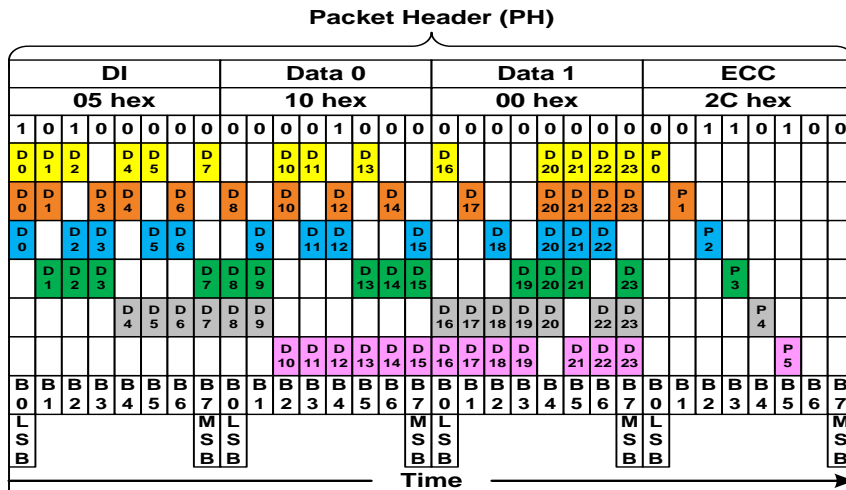 Packet Header (PH)
DI Data 0 Data 1 ECC
05 hex 10 hex 00 hex 2C hex
1 0 1 0 0 0 0 0 0 0 0 0 1 0 0 0 0 0 0 0 0 0 0 0 0 0 1 1 0 1 0 0
D0 D1 D2 D4 D5 D7 D10 D11 D13 D16 D20 D21 D22 D23 P0
D0 D1 D3 D4 D6 D8 D10 D12 D14 D17 D20 D21 D22 D23 P1
D0 D2 D3 D5 D6 D9 D11 D12 D15 D18 D20 D21 D22 P2
D1 D2 D3 D7 D8 D9 D13 D14 D15 D19 D20 D21 D23 P3
D4 D5 D6 D7 D8 D9 D16 D17 D18 D19 D20 D22 D23 P4
D10 D11 D12 D13 D14 D15 D16 D17 D18 D19 D21 D22 D23 P5
B0 B1 B2 B3 B4 B5 B6 B7 B0 B1 B2 B3 B4 B5 B6 B7 B0 B1 B2 B3 B4 B5 B6 B7 B0 B1 B2 B3 B4 B5 B6 B7
LSB MSB LSB MSB LSB MSB LSB MSB
Time